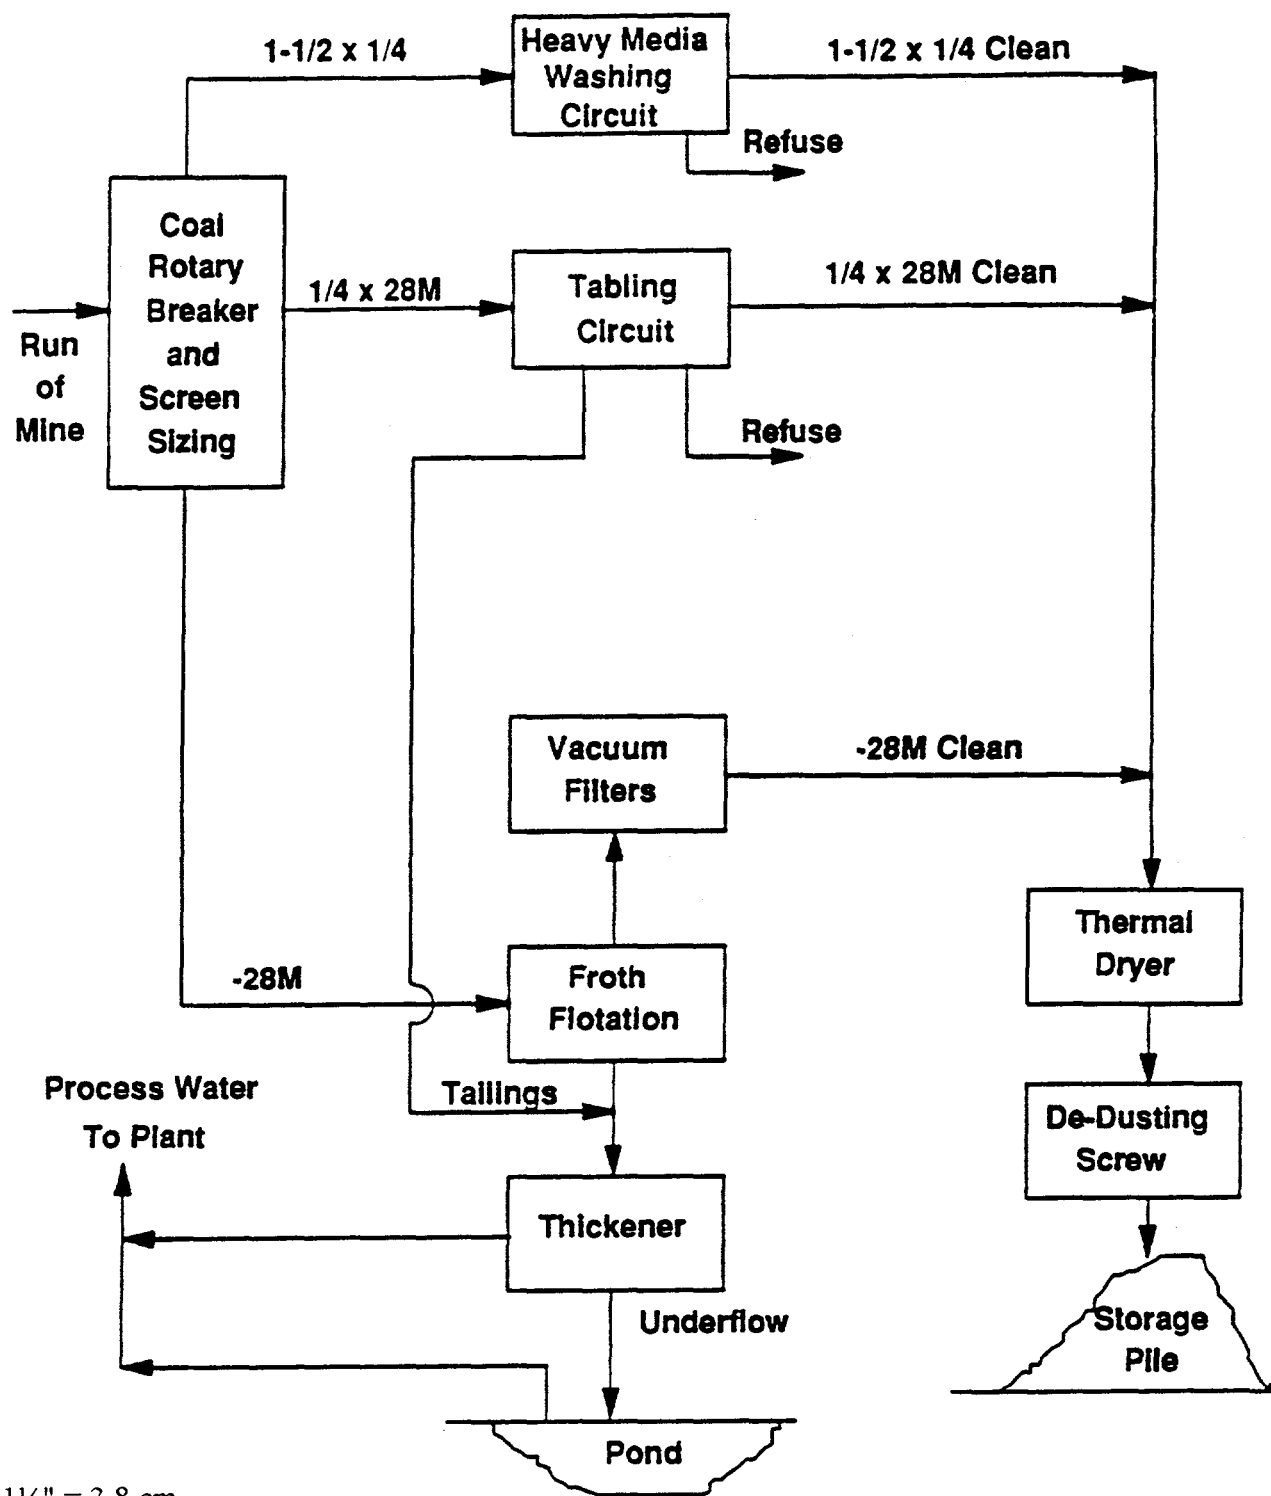 1-1/2 x 1/4
Heavy Media
Washing
Circuit
1-1/2 x 1/4 Clean
Refuse
Coal
Rotary
Breaker
and
Screen
Sizing
Run
of
Mine
1/4 x 28M
Tabling
Circuit
1/4 x 28M Clean
Refuse
Vacuum
Filters
-28M Clean
-28M
Froth
Flotation
Thermal
Dryer
Tailings
Process Water
To Plant
De-Dusting
Screw
Thickener
Underflow
Storage
Pile
Pond